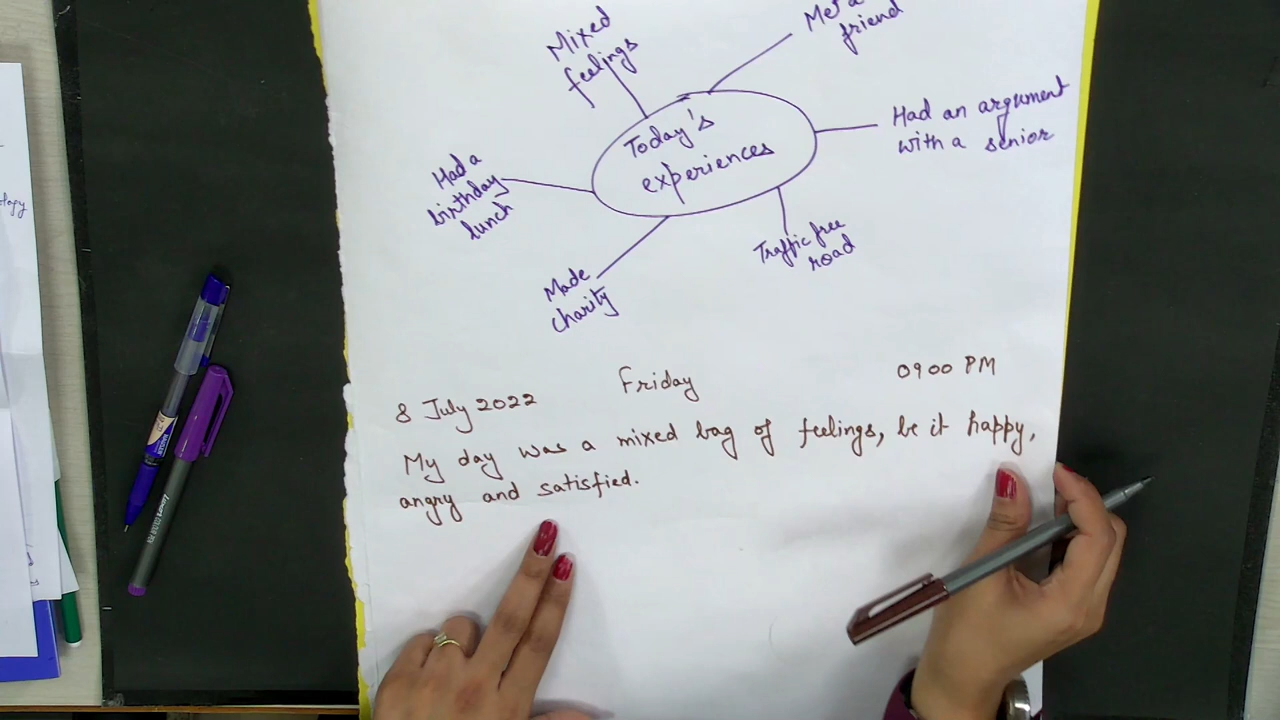 Mixed
feelings
Met a
friend
Had an argument
with a senior
Today's
experiences
Had a
birthday
lunch
Traffic free
road
Made
charity
8 July 2022
Friday
0900 PM
My day was a mixed bag of feelings, be it happy,
angry and satisfied.